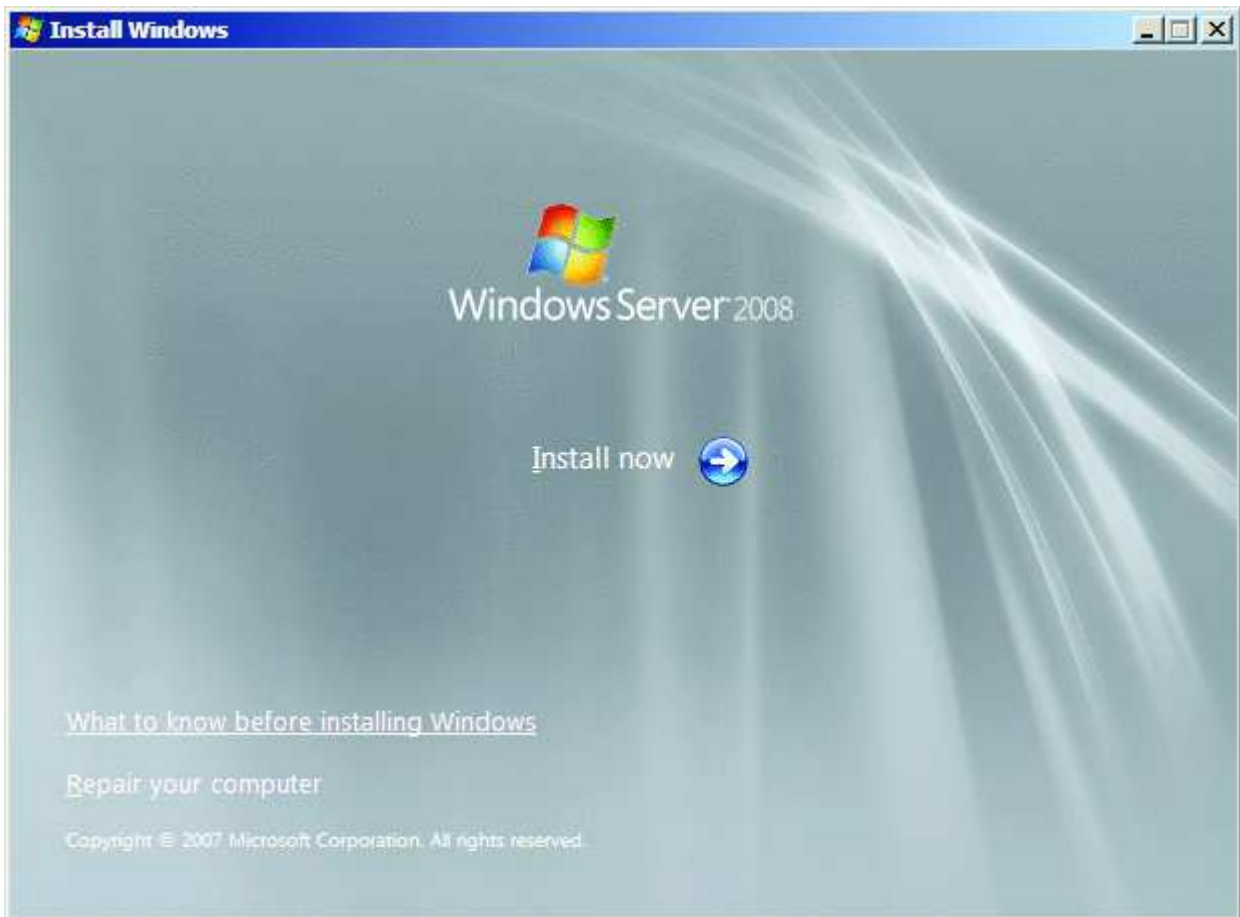 Install Windows
Windows Server 2008
Install now
What to know before installing Windows
Repair your computer
Copyright © 2007 Microsoft Corporation. All rights reserved.